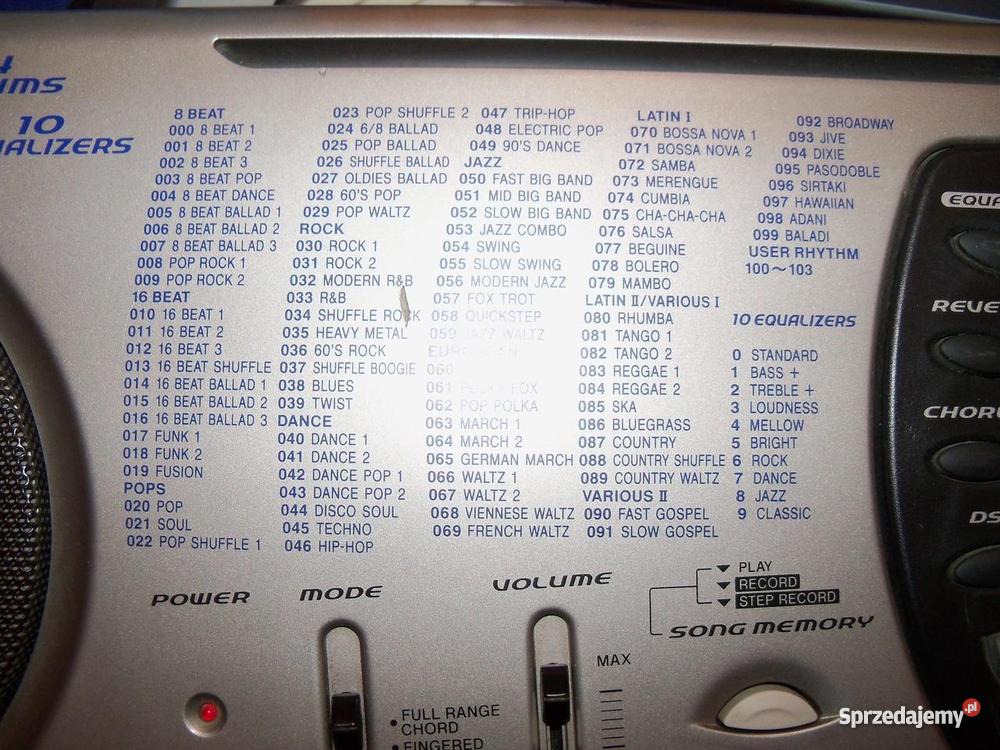 10
8 BEAT
000 8 BEAT 1
001 8 BEAT 2
002 8 BEAT 3
003 8 BEAT POP
004 8 BEAT DANCE
005 8 BEAT BALLAD 1
006 8 BEAT BALLAD 2
007 8 BEAT BALLAD 3
008 POP ROCK 1
009 POP ROCK 2
16 BEAT
010 16 BEAT 1
011 16 BEAT 2
012 16 BEAT 3
013 16 BEAT SHUFFLE
014 16 BEAT BALLAD 1
015 16 BEAT BALLAD 2
016 16 BEAT BALLAD 3
017 FUNK 1
018 FUNK 2
019 FUSION
POPS
020 POP
021 SOUL
022 POP SHUFFLE 1
023 POP SHUFFLE 2
024 6/8 BALLAD
025 POP BALLAD
026 SHUFFLE BALLAD
027 OLDIES BALLAD
028 60'S POP
029 POP WALTZ
ROCK
030 ROCK 1
031 ROCK 2
032 MODERN R&B
033 R&B
034 SHUFFLE ROCK
035 HEAVY METAL
036 60'S ROCK
037 SHUFFLE BOOGIE
038 BLUES
039 TWIST
DANCE
040 DANCE 1
041 DANCE 2
042 DANCE POP 1
043 DANCE POP 2
044 DISCO SOUL
045 TECHNO
046 HIP-HOP
047 TRIP-HOP
048 ELECTRIC POP
049 90'S DANCE
JAZZ
050 FAST BIG BAND
051 MID BIG BAND
052 SLOW BIG BAND
053 JAZZ COMBO
054 SWING
055 SLOW SWING
056 MODERN JAZZ
057 FOX TROT
058 QUICKSTEP
059 JAZZ WALTZ
060
061 FOX
062 POP POLKA
063 MARCH 1
064 MARCH 2
065 GERMAN MARCH
066 WALTZ 1
067 WALTZ 2
068 VIENNESE WALTZ
069 FRENCH WALTZ
LATIN I
070 BOSSA NOVA 1
071 BOSSA NOVA 2
072 SAMBA
073 MERENGUE
074 CUMBIA
075 CHA-CHA-CHA
076 SALSA
077 BEGUINE
078 BOLERO
079 MAMBO
LATIN II/VARIOUS I
080 RHUMBA
081 TANGO 1
082 TANGO 2
083 REGGAE 1
084 REGGAE 2
085 SKA
086 BLUEGRASS
087 COUNTRY
088 COUNTRY SHUFFLE
089 COUNTRY WALTZ
VARIOUS II
090 FAST GOSPEL
091 SLOW GOSPEL
092 BROADWAY
093 JIVE
094 DIXIE
095 PASODOBLE
096 SIRTAKI
097 HAWAIIAN
098 ADANI
099 BALADI
USER RHYTHM
100~103
10 EQUALIZERS
0 STANDARD
1 BASS +
2 TREBLE +
3 LOUDNESS
4 MELLOW
5 BRIGHT
6 ROCK
7 DANCE
8 JAZZ
9 CLASSIC
POWER
MODE
VOLUME
PLAY
RECORD
STEP RECORD
SONG MEMORY
MAX
• FULL RANGE
CHORD
• FINGERED
Sprzedajemy.pl